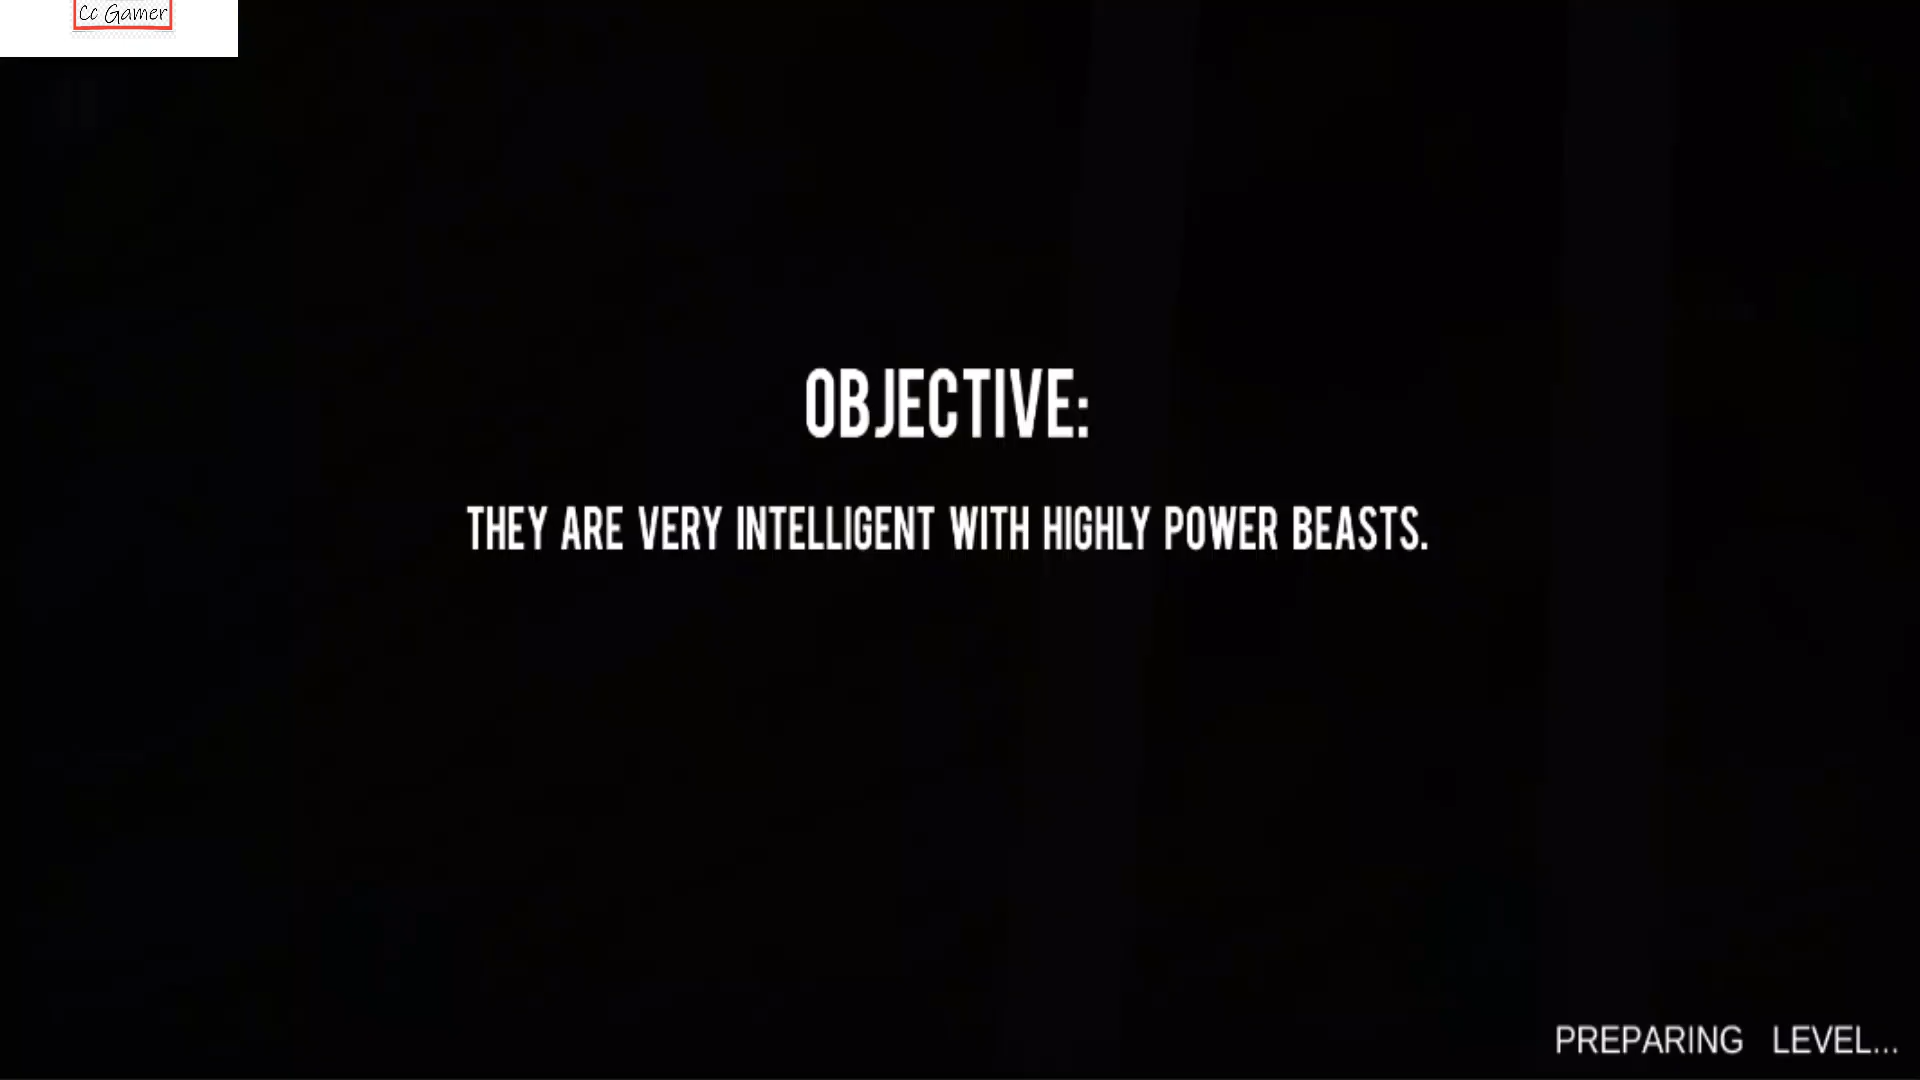 Cc Gamer
OBJECTIVE:
THEY ARE VERY INTELLIGENT WITH HIGHLY POWER BEASTS.
PREPARING LEVEL...